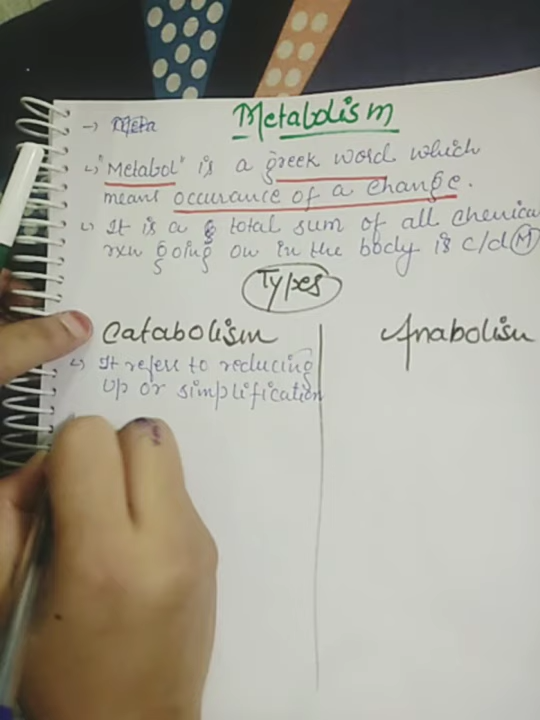 Metabolism
→ Meta
↳ "Metabol" is a greek word which
means occurance of a change.
↳ It is a total sum of all chemica
rxn going on in the body is c/d M
Types
Catabolism
Anabolism
↳ It refers to reducing
up or simplification